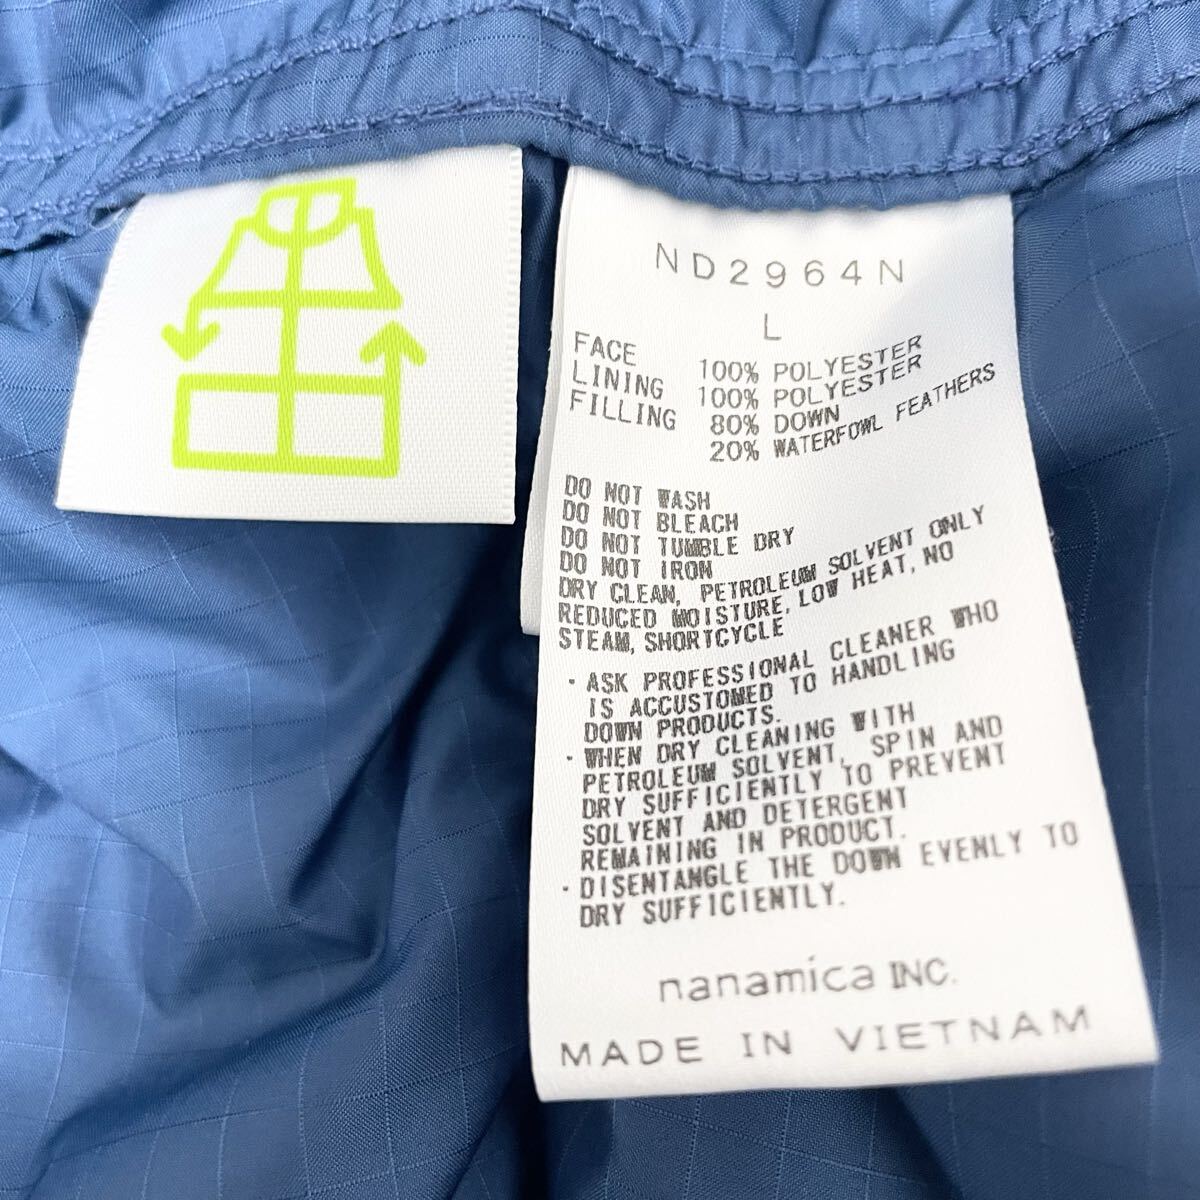 ND2964N
L
FACE 100% POLYESTER
LINING 100% POLYESTER
FILLING 80% DOWN
20% WATERFOWL FEATHERS
DO NOT WASH
DO NOT BLEACH
DO NOT TUMBLE DRY
DO NOT IRON
DRY CLEAN, PETROLEUM SOLVENT ONLY
REDUCED MOISTURE, LOW HEAT, NO
STEAM, SHORTCYCLE
・ASK PROFESSIONAL CLEANER WHO
IS ACCUSTOMED TO HANDLING
DOWN PRODUCTS.
・WHEN DRY CLEANING WITH
PETROLEUM SOLVENT, SPIN AND
DRY SUFFICIENTLY TO PREVENT
SOLVENT AND DETERGENT
REMAINING IN PRODUCT.
・DISENTANGLE THE DOWN EVENLY TO
DRY SUFFICIENTLY.
nanamica INC.
MADE IN VIETNAM